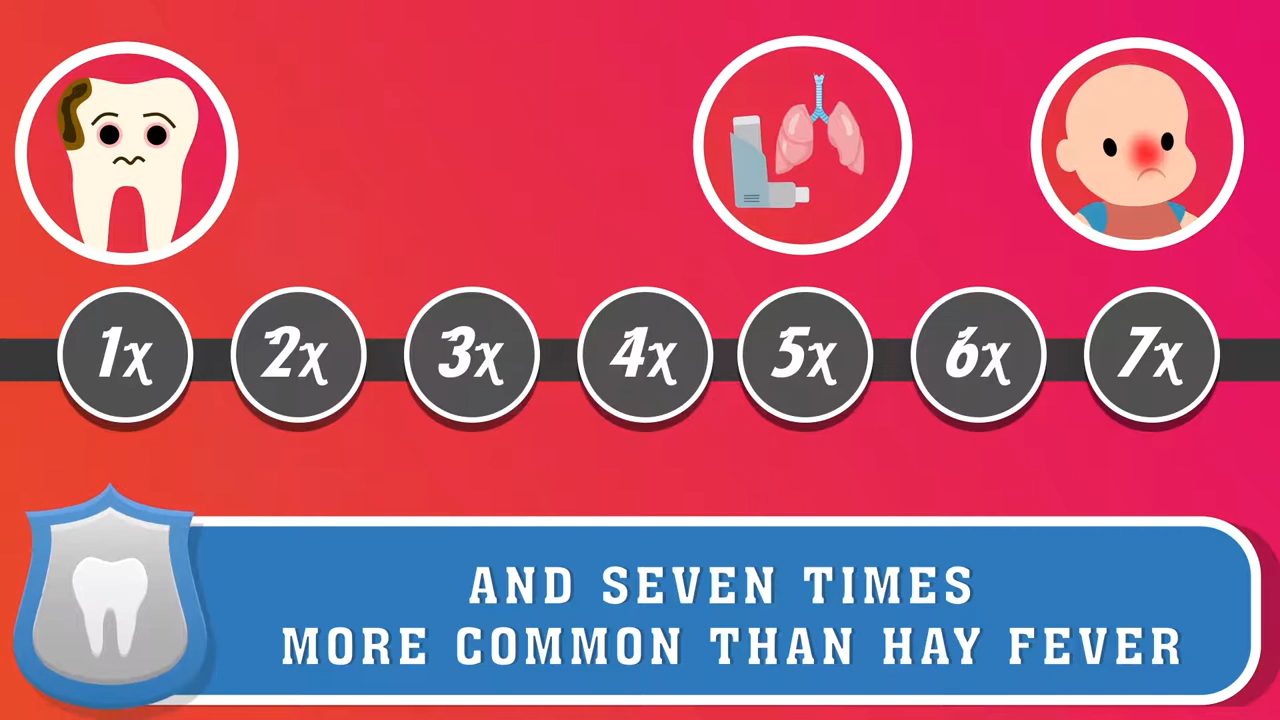 1x 2x 3x 4x 5x 6x 7x
AND SEVEN TIMES
MORE COMMON THAN HAY FEVER